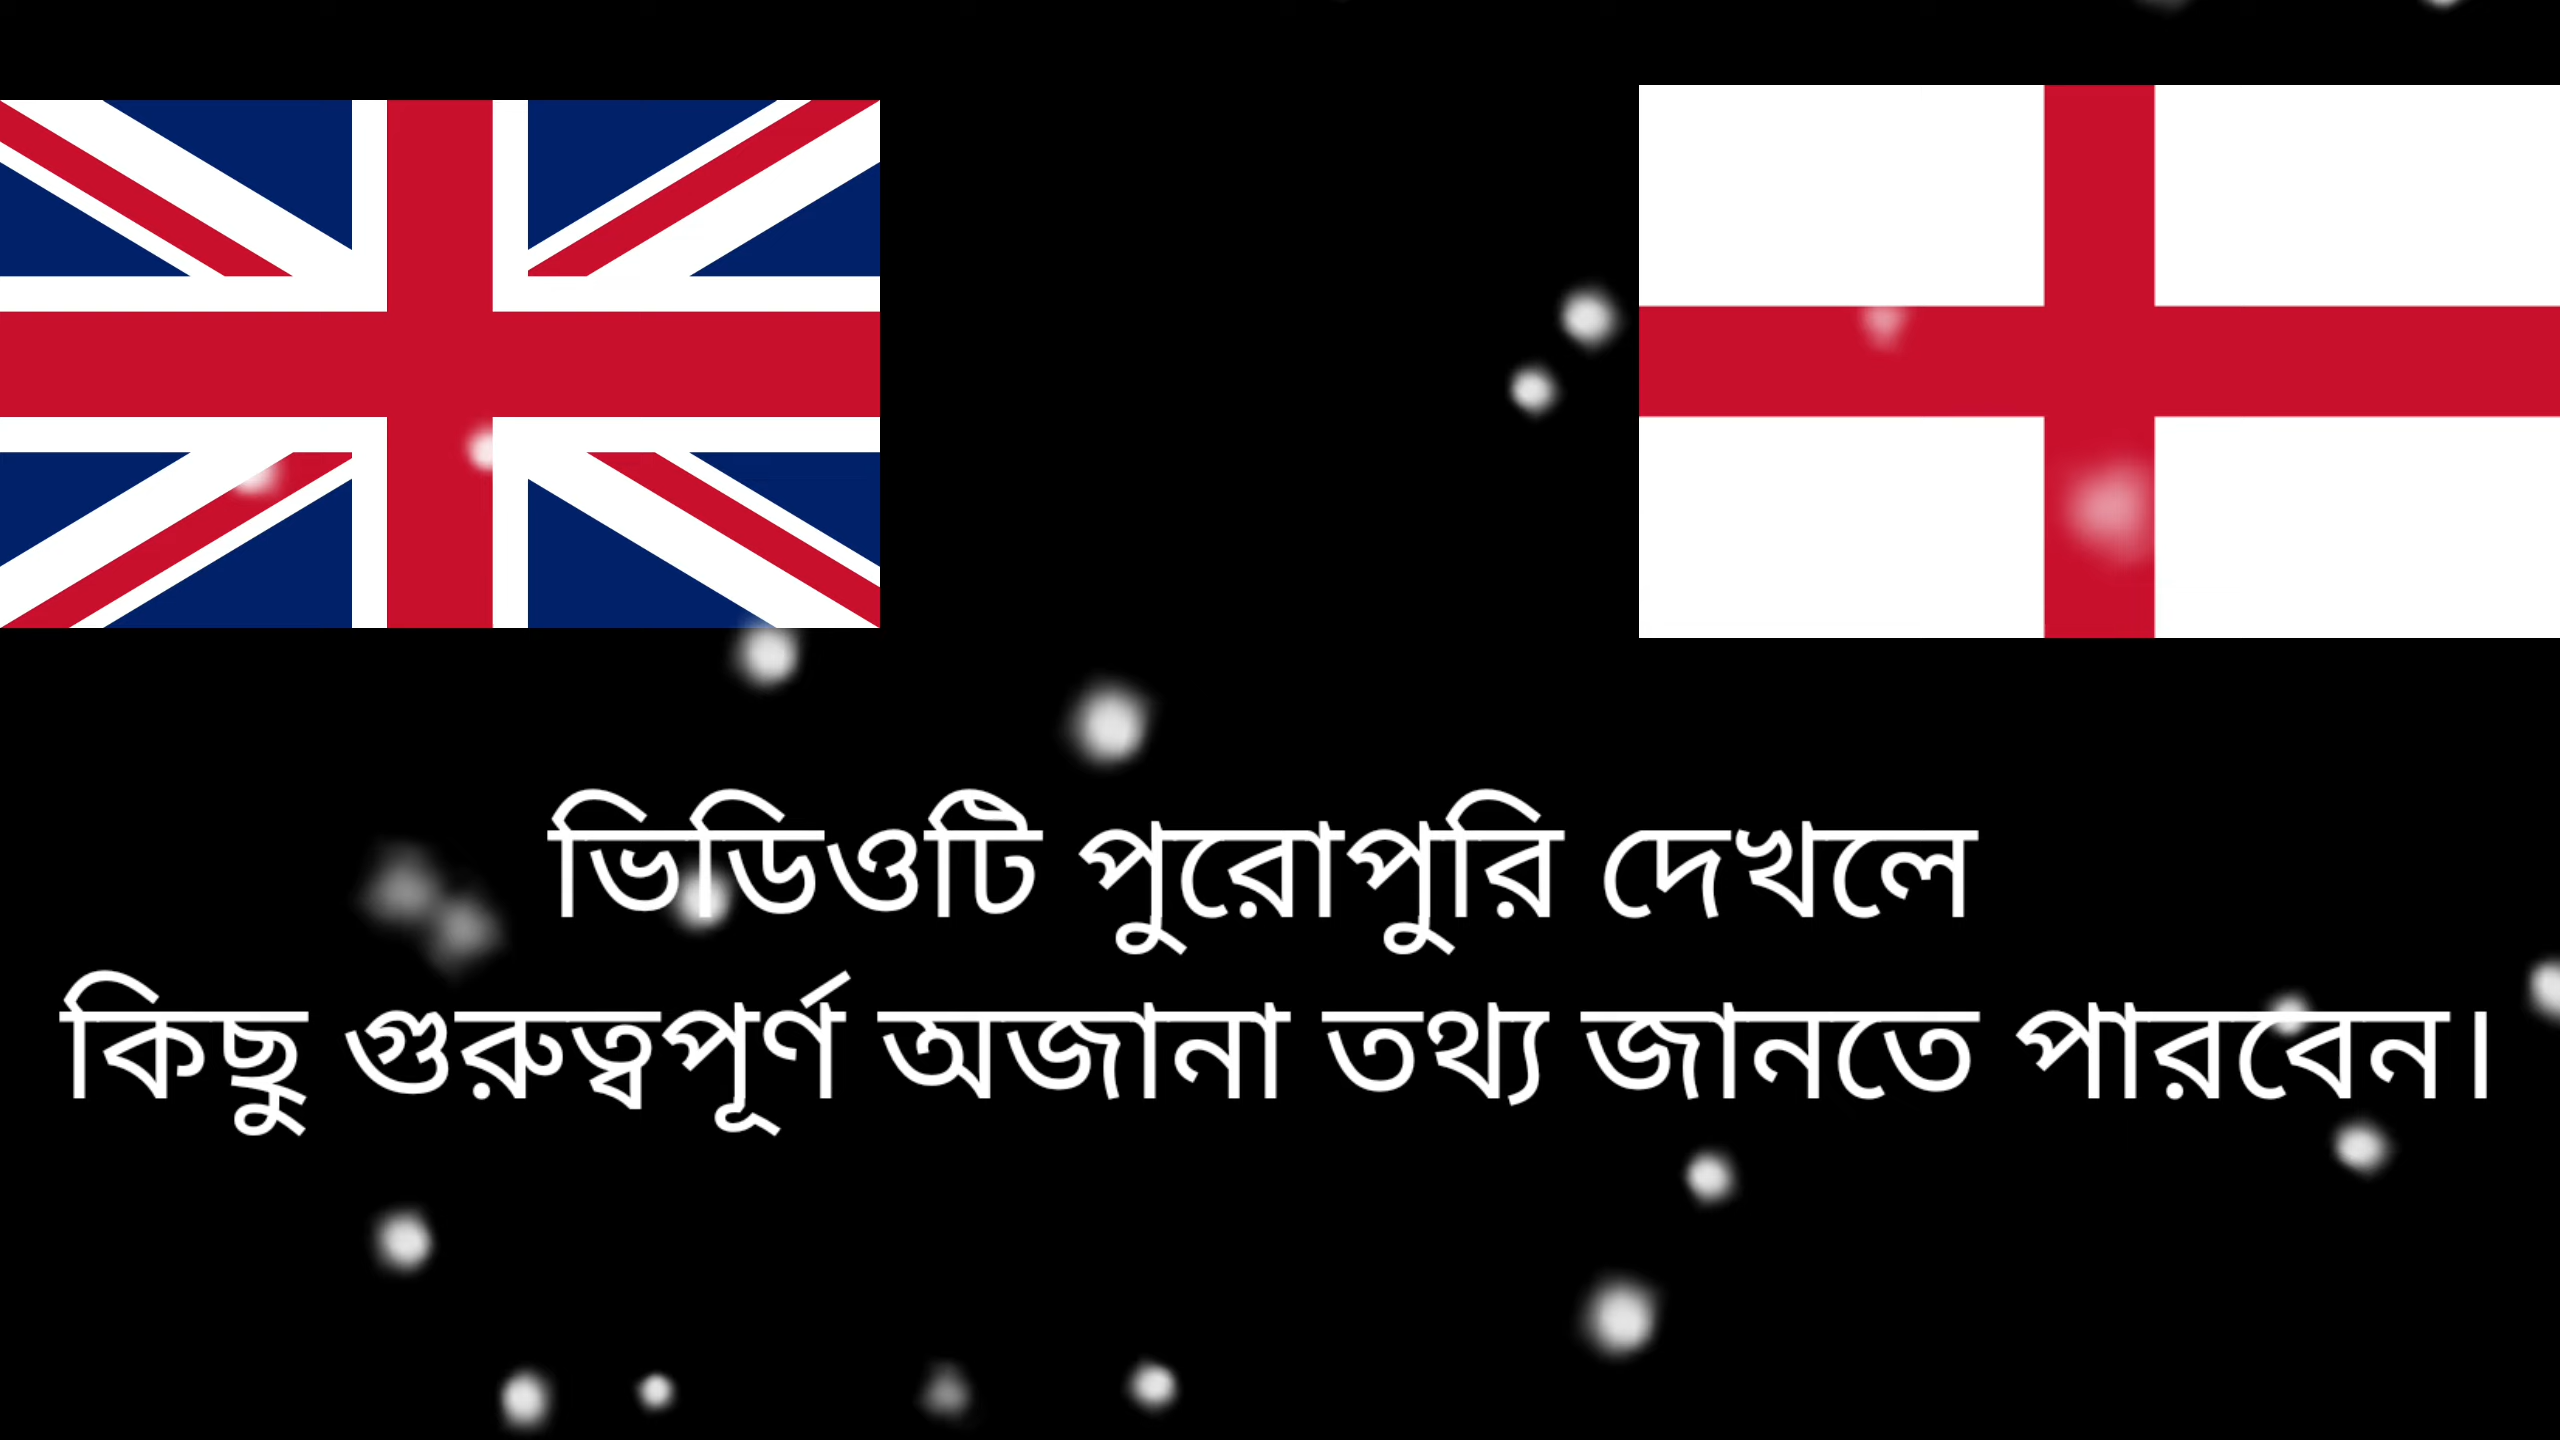 ভিডিওটি পুরোপুরি দেখলে
কিছু গুরুত্বপূর্ণ অজানা তথ্য জানতে পারবেন।